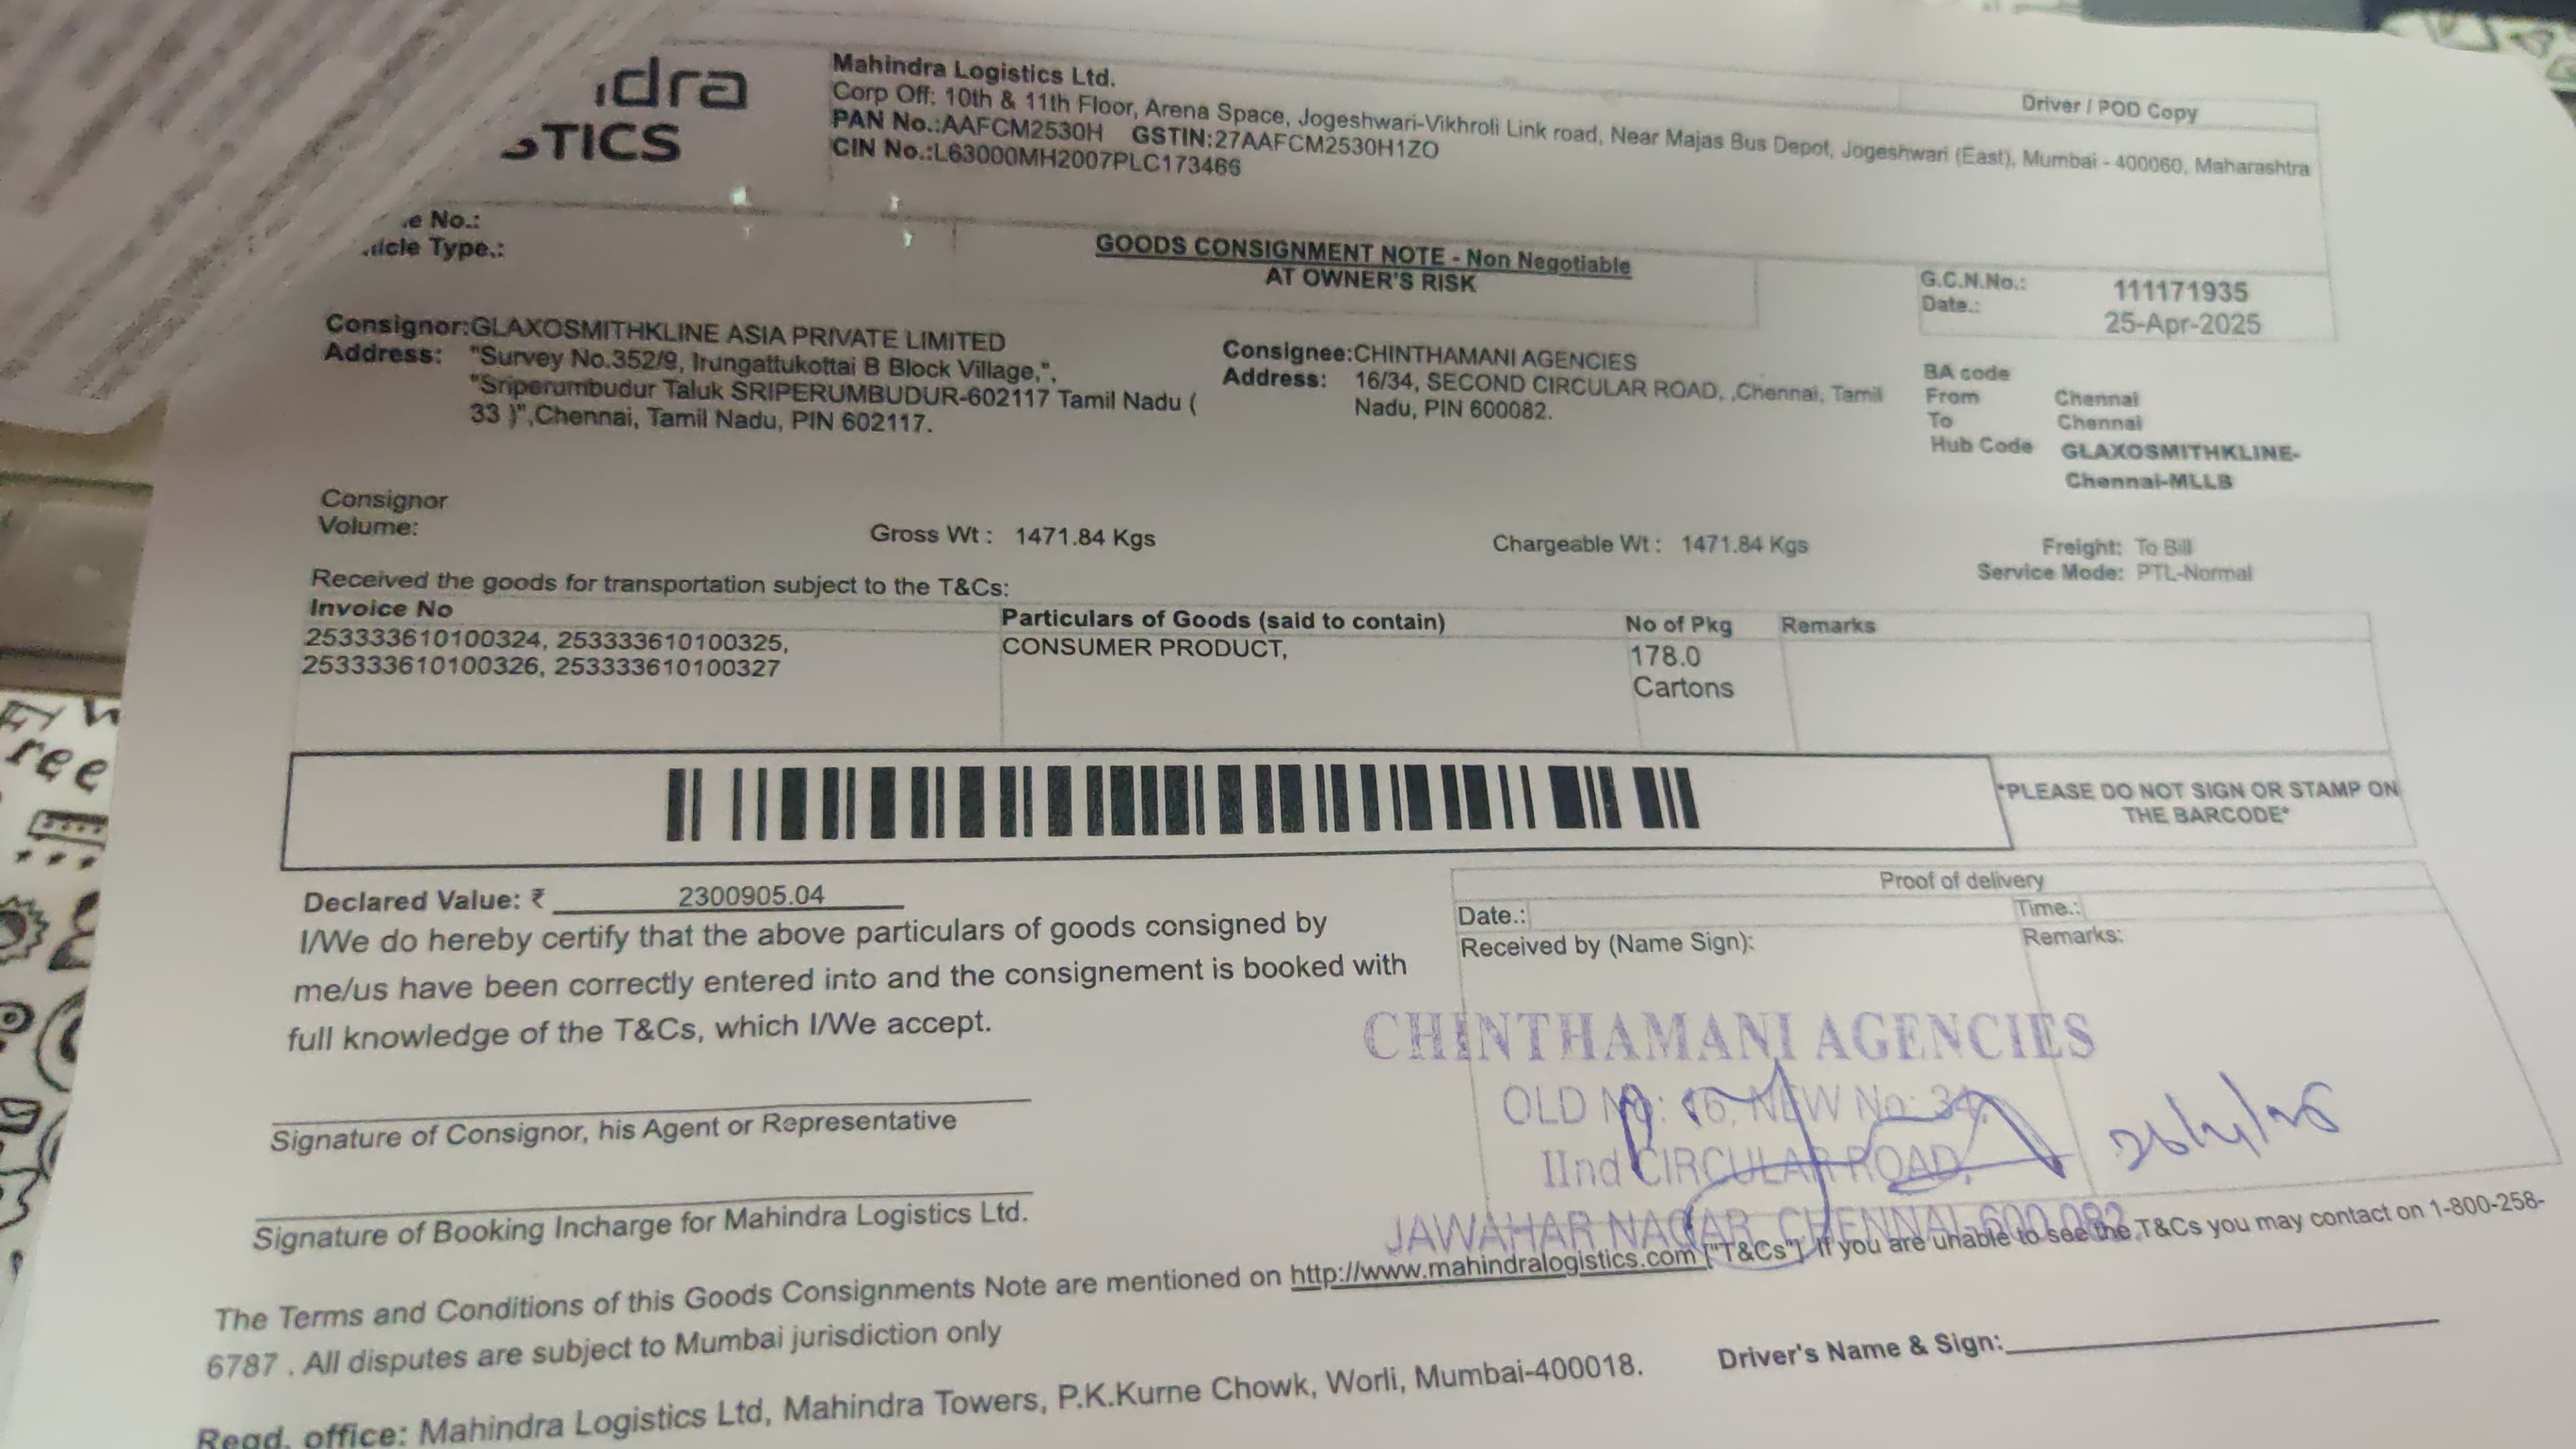 Driver / POD Copy
Mahindra Logistics Ltd.
Corp Off: 10th & 11th Floor, Arena Space, Jogeshwari-Vikhroli Link road, Near Majas Bus Depot, Jogeshwari (East), Mumbai - 400060, Maharashtra
PAN No.:AAFCM2530H GSTIN:27AAFCM2530H1ZO
CIN No.:L63000MH2007PLC173466
dra
STICS
e No.:
icle Type.:
GOODS CONSIGNMENT NOTE - Non Negotiable
AT OWNER'S RISK
G.C.N.No.: 111171935
Date.: 25-Apr-2025
Consignor:GLAXOSMITHKLINE ASIA PRIVATE LIMITED
Address: "Survey No.352/9, Irungattukottai B Block Village,",
"Sriperumbudur Taluk SRIPERUMBUDUR-602117 Tamil Nadu (
33 )",Chennai, Tamil Nadu, PIN 602117.
Consignee:CHINTHAMANI AGENCIES
Address: 16/34, SECOND CIRCULAR ROAD, ,Chennai, Tamil
Nadu, PIN 600082.
BA code
From Chennai
To Chennai
Hub Code GLAXOSMITHKLINE-
Chennai-MLLB
Consignor
Volume:
Gross Wt : 1471.84 Kgs
Chargeable Wt : 1471.84 Kgs
Freight: To Bill
Service Mode: PTL-Normal
Received the goods for transportation subject to the T&Cs:
Invoice No Particulars of Goods (said to contain) No of Pkg Remarks
253333610100324, 253333610100325, CONSUMER PRODUCT, 178.0
253333610100326, 253333610100327 Cartons
*PLEASE DO NOT SIGN OR STAMP ON
THE BARCODE*
Declared Value: ₹ 2300905.04
I/We do hereby certify that the above particulars of goods consigned by
me/us have been correctly entered into and the consignement is booked with
full knowledge of the T&Cs, which I/We accept.
Proof of delivery
Date.: Time.:
Received by (Name Sign): Remarks:
CHINTHAMANI AGENCIES
OLD No: 16, NEW No: 34,
IInd CIRCULAR ROAD,
JAWAHAR NAGAR, CHENNAI-600 082.
Signature of Consignor, his Agent or Representative
Signature of Booking Incharge for Mahindra Logistics Ltd.
The Terms and Conditions of this Goods Consignments Note are mentioned on http://www.mahindralogistics.com ["T&Cs"]. If you are unable to see the T&Cs you may contact on 1-800-258-
6787 . All disputes are subject to Mumbai jurisdiction only
Driver's Name & Sign:
Regd. office: Mahindra Logistics Ltd, Mahindra Towers, P.K.Kurne Chowk, Worli, Mumbai-400018.
ree